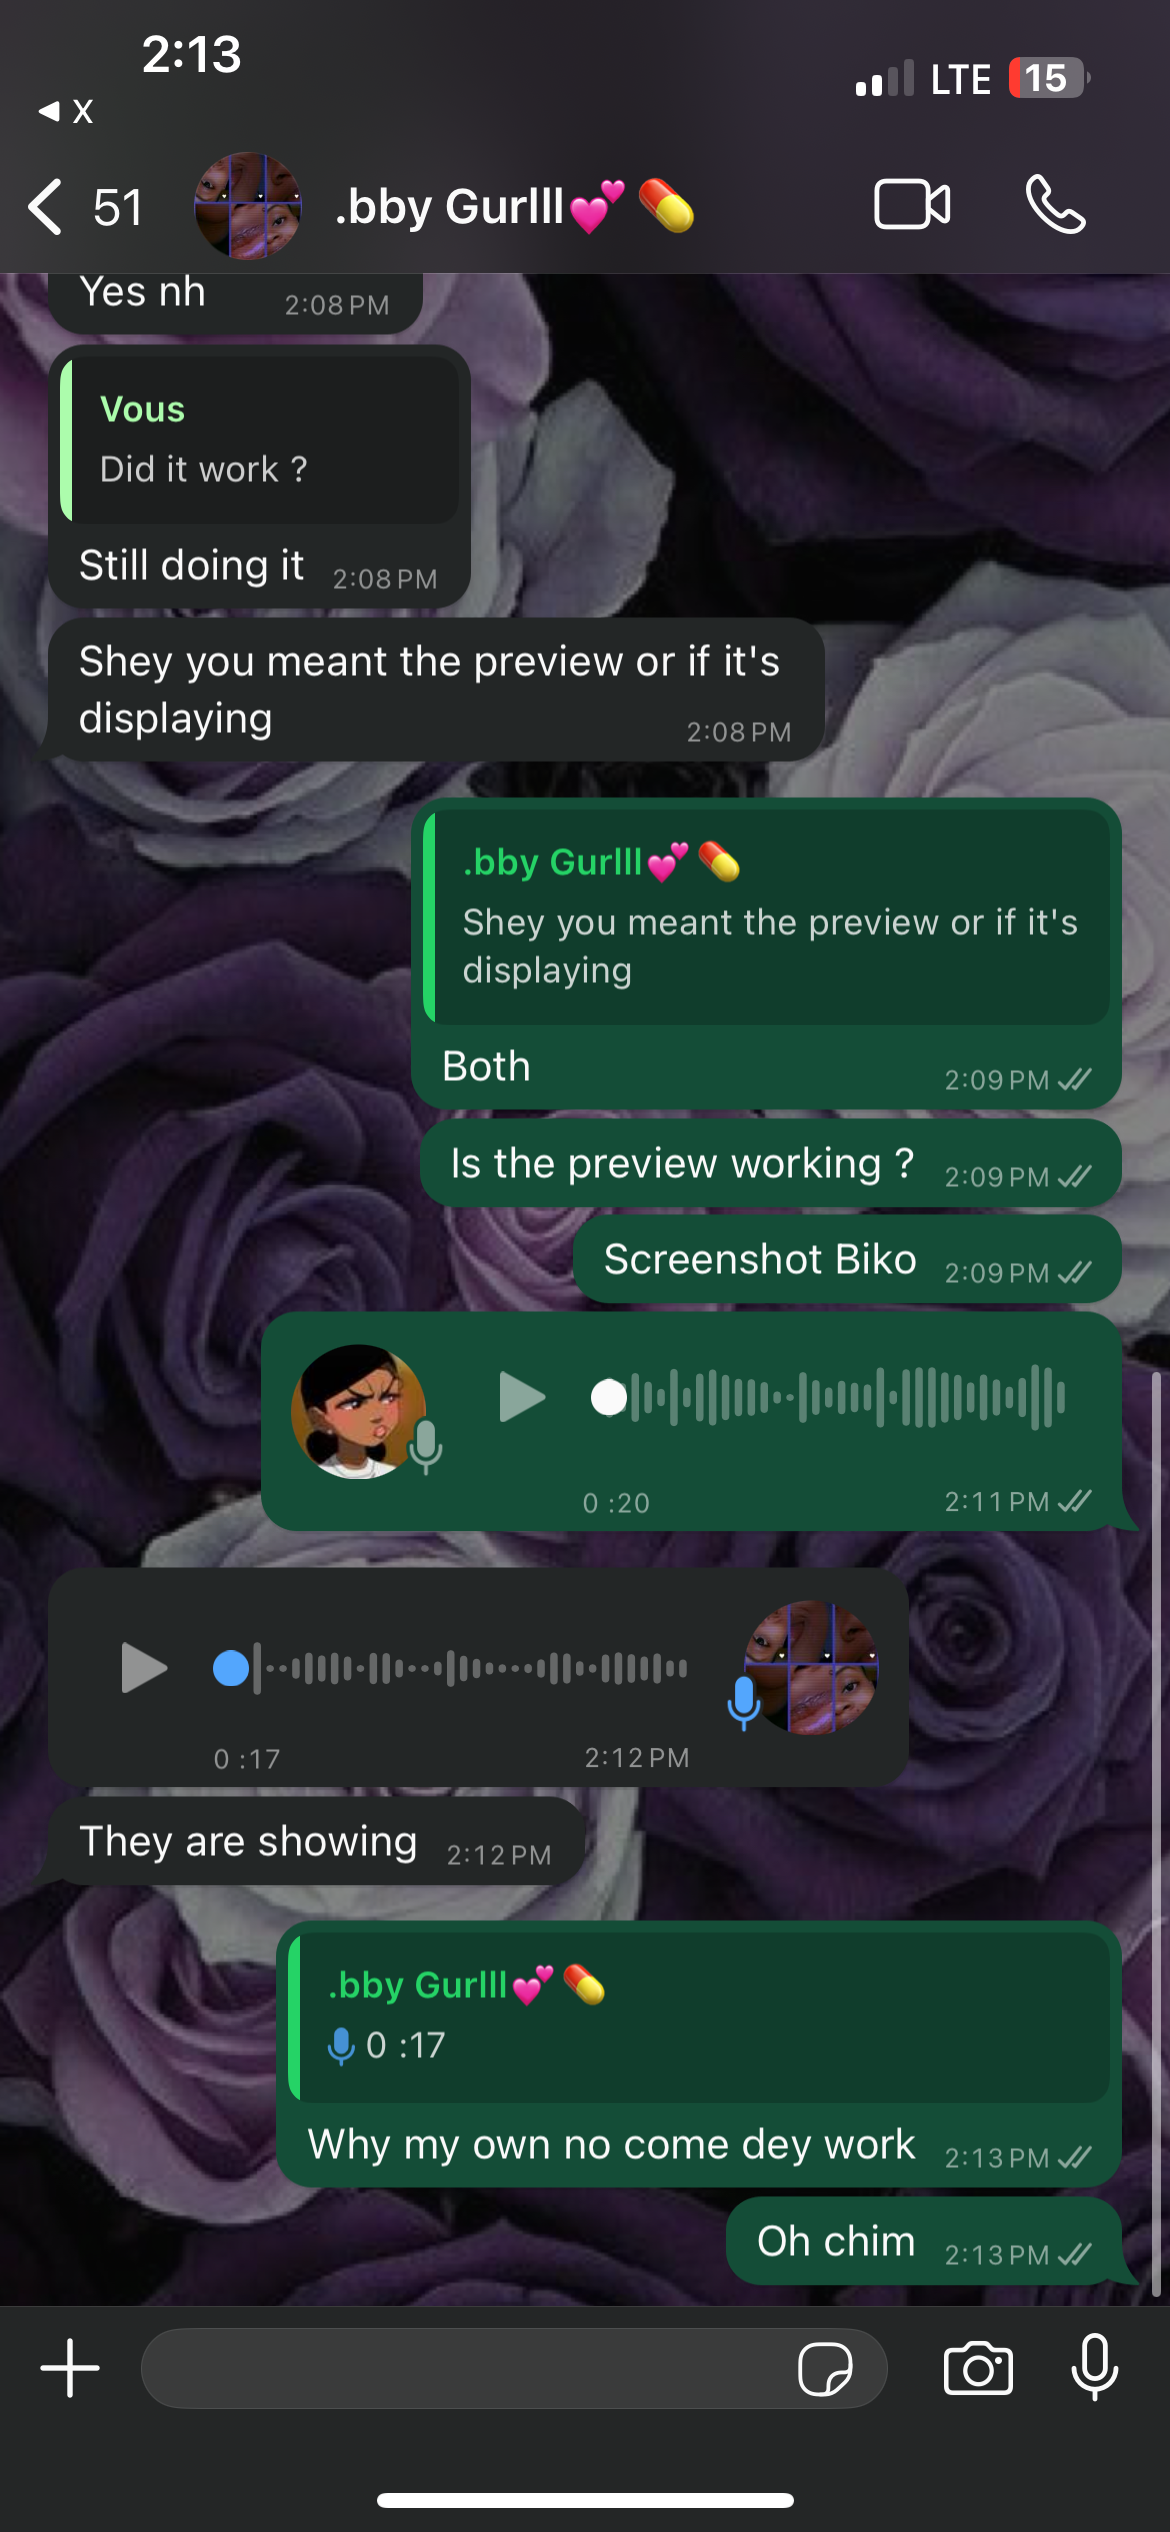 2:13
LTE 15
◀ X
51 .bby Gurlll💕💊
Yes nh 2:08 PM
Vous
Did it work ?
Still doing it 2:08 PM
Shey you meant the preview or if it's
displaying 2:08 PM
.bby Gurlll💕💊
Shey you meant the preview or if it's
displaying
Both 2:09 PM
Is the preview working ? 2:09 PM
Screenshot Biko 2:09 PM
0 :20 2:11 PM
0 :17 2:12 PM
They are showing 2:12 PM
.bby Gurlll💕💊
0 :17
Why my own no come dey work 2:13 PM
Oh chim 2:13 PM